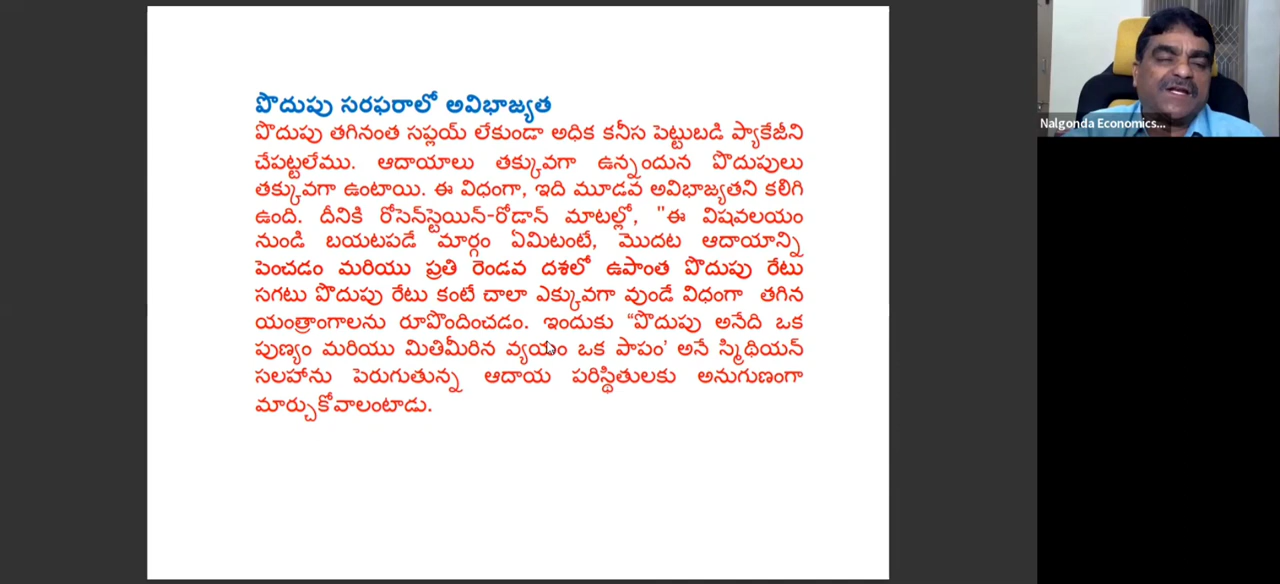 పొదుపు సరఫరాలో అవిభాజ్యత
పొదుపు తగినంత సప్లయ్ లేకుండా అధిక కనీస పెట్టుబడి ప్యాకేజీని
చేపట్టలేము. ఆదాయాలు తక్కువగా ఉన్నందున పొదుపులు
తక్కువగా ఉంటాయి. ఈ విధంగా, ఇది మూడవ అవిభాజ్యతని కలిగి
ఉంది. దీనికి రోసెన్‌స్టెయిన్-రోడాన్ మాటల్లో, "ఈ విషవలయం
నుండి బయటపడే మార్గం ఏమిటంటే, మొదట ఆదాయాన్ని
పెంచడం మరియు ప్రతి రెండవ దశలో ఉపాంత పొదుపు రేటు
సగటు పొదుపు రేటు కంటే చాలా ఎక్కువగా వుండే విధంగా తగిన
యంత్రాంగాలను రూపొందించడం. ఇందుకు “పొదుపు అనేది ఒక
పుణ్యం మరియు మితిమీరిన వ్యయం ఒక పాపం’ అనే స్మిథియన్
సలహాను పెరుగుతున్న ఆదాయ పరిస్థితులకు అనుగుణంగా
మార్చుకోవాలంటాడు.
Nalgonda Economics...